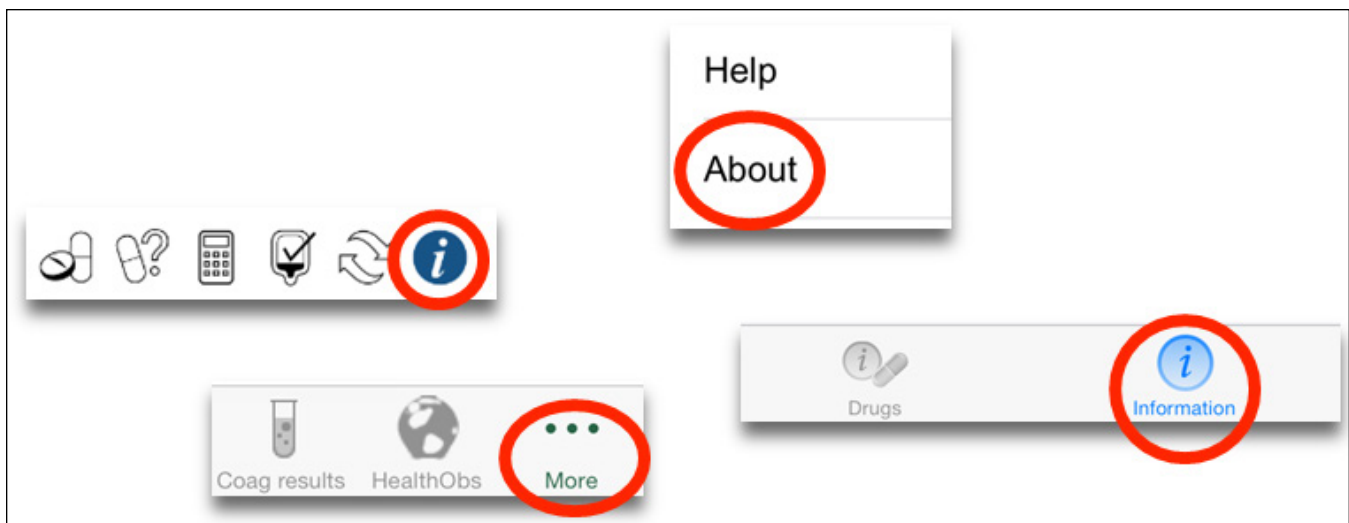 Help
About
Drugs
Information
Coag results
HealthObs
More